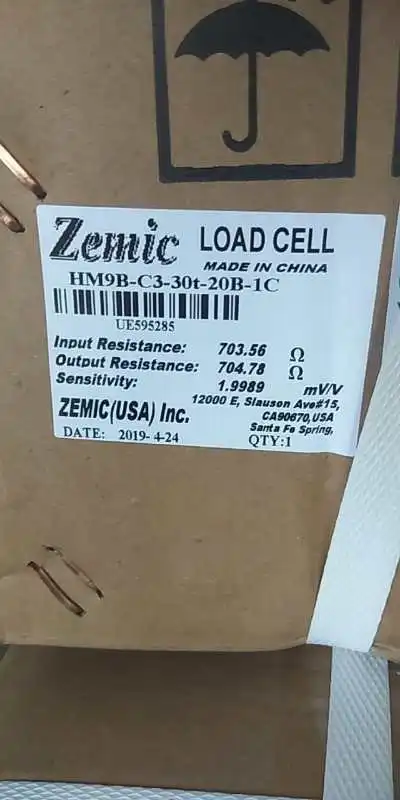 Zemic LOAD CELL
MADE IN CHINA
HM9B-C3-30t-20B-1C
UE595285
Input Resistance: 703.56 Ω
Output Resistance: 704.78 Ω
Sensitivity: 1.9989 mV/V
ZEMIC(USA) Inc. 12000 E, Slauson Ave#15,
CA90670,USA
Santa Fe Spring,
DATE: 2019- 4-24 QTY:1